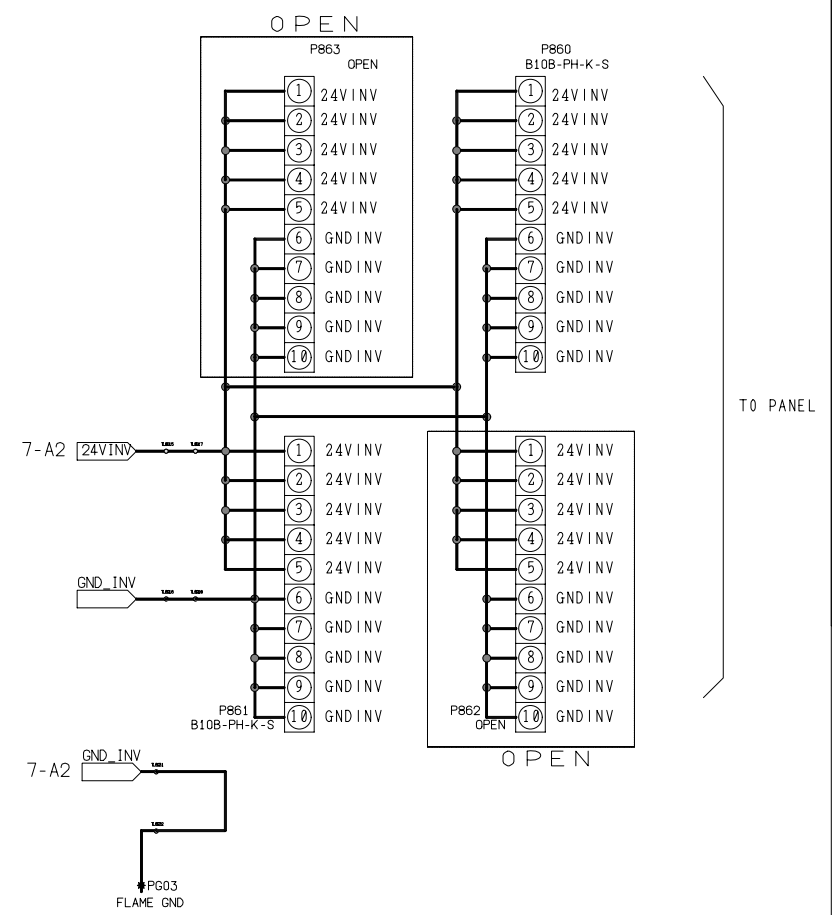 OPEN
P863
OPEN
1 24VINV
2 24VINV
3 24VINV
4 24VINV
5 24VINV
6 GNDINV
7 GNDINV
8 GNDINV
9 GNDINV
10 GNDINV
P860
B10B-PH-K-S
1 24VINV
2 24VINV
3 24VINV
4 24VINV
5 24VINV
6 GNDINV
7 GNDINV
8 GNDINV
9 GNDINV
10 GNDINV
TO PANEL
7-A2 24VINV
GND_INV
1 24VINV
2 24VINV
3 24VINV
4 24VINV
5 24VINV
6 GNDINV
7 GNDINV
8 GNDINV
9 GNDINV
10 GNDINV
P861
B10B-PH-K-S
1 24VINV
2 24VINV
3 24VINV
4 24VINV
5 24VINV
6 GNDINV
7 GNDINV
8 GNDINV
9 GNDINV
10 GNDINV
P862
OPEN
OPEN
GND_INV
7-A2
PG03
FLAME GND